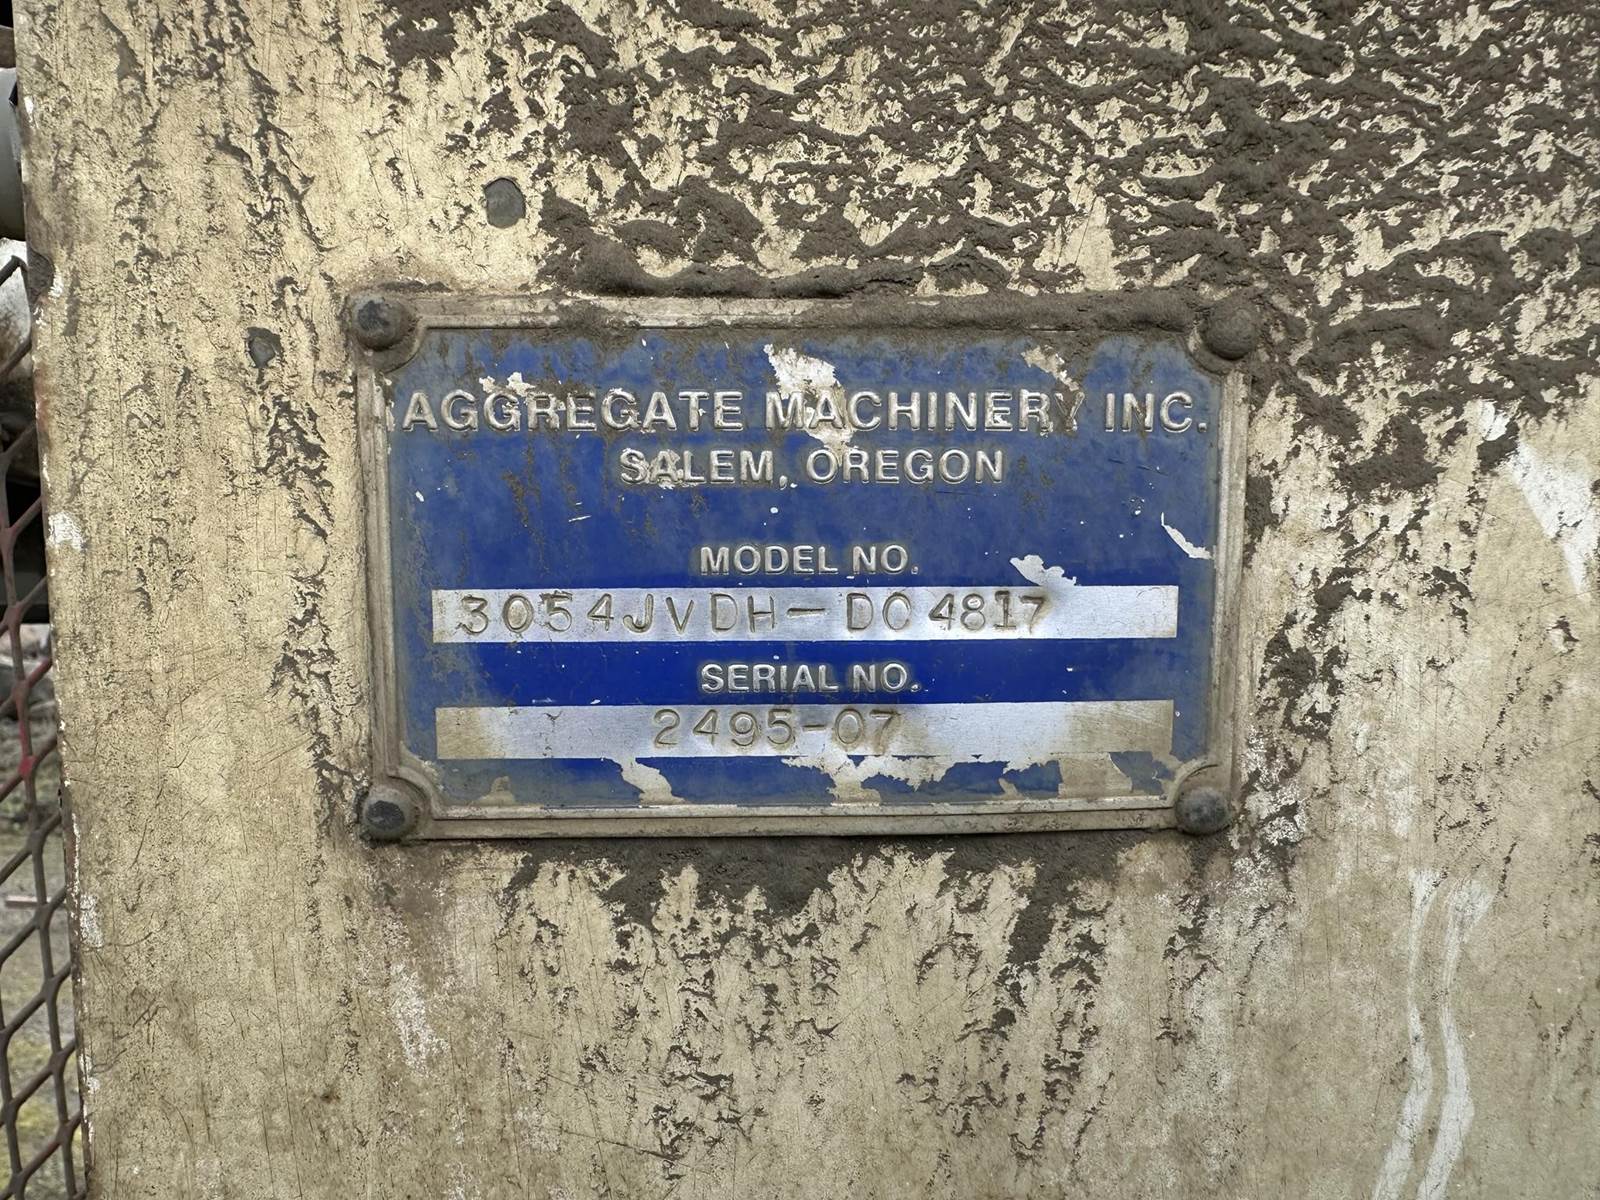 AGGREGATE MACHINERY INC.
SALEM, OREGON
MODEL NO.
3054JVDH-DO4817
SERIAL NO.
2495-07